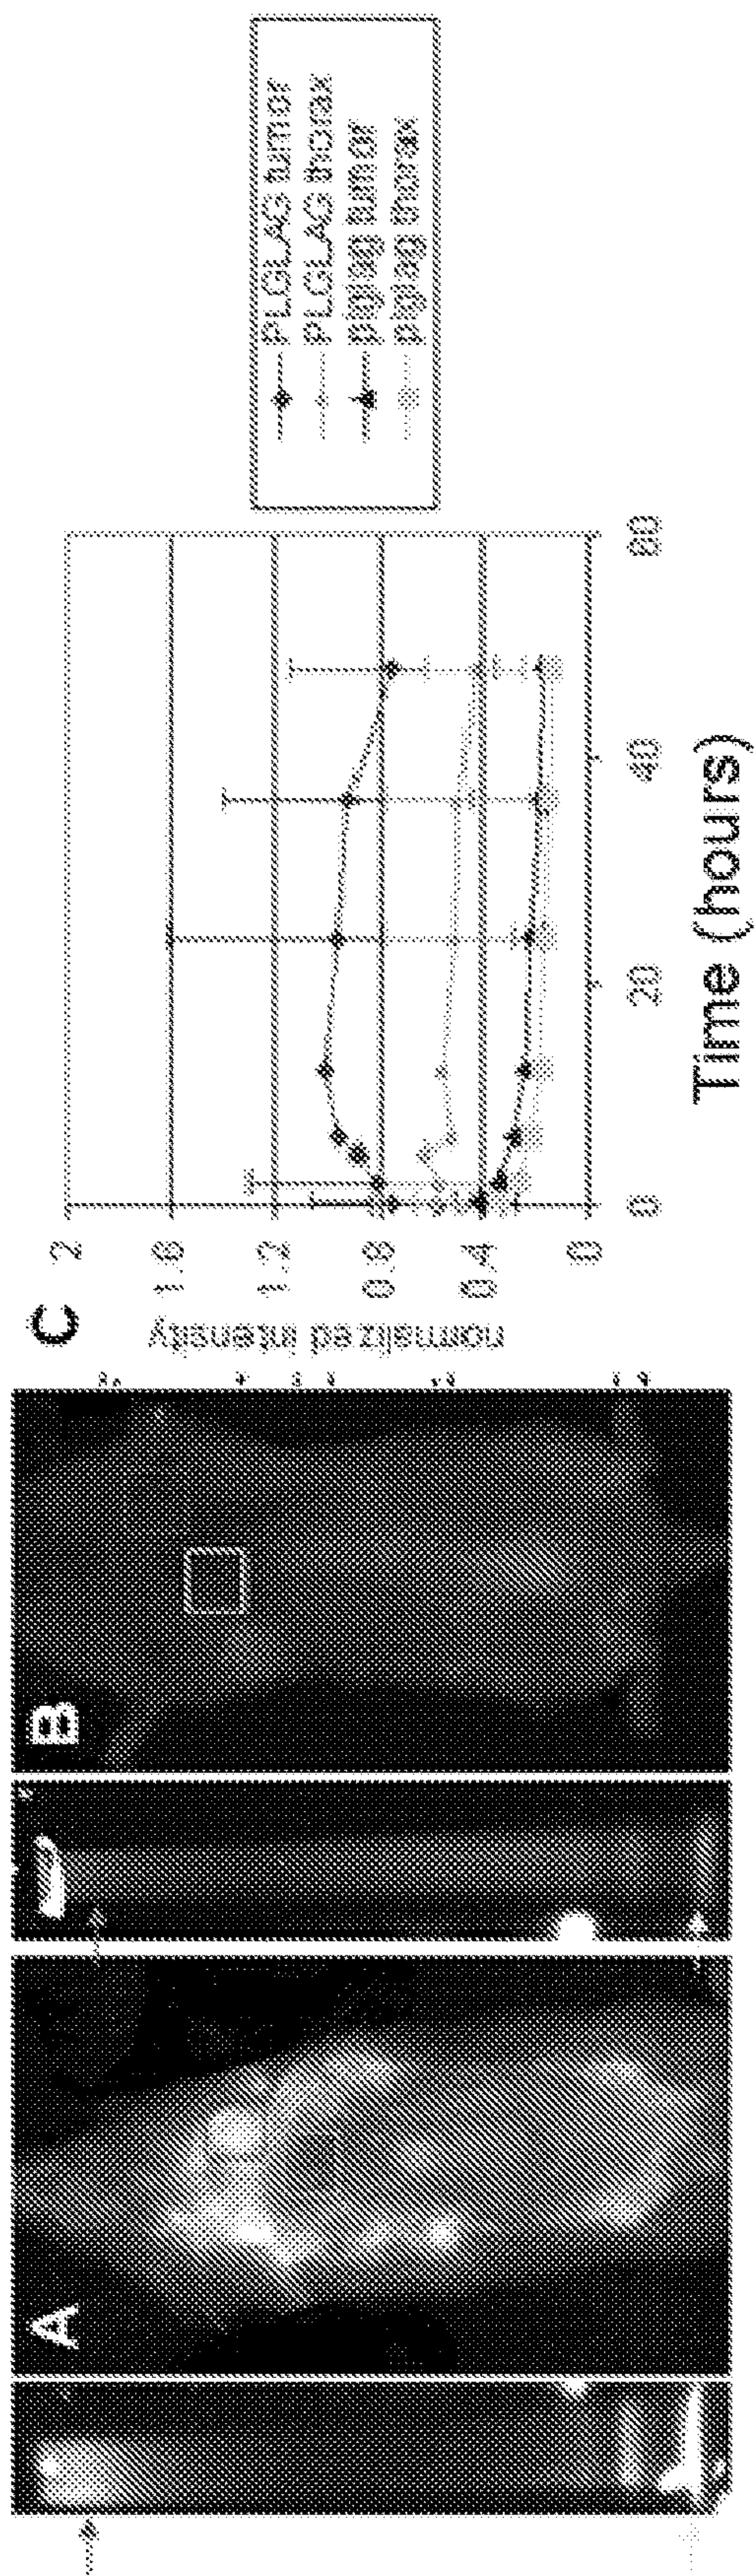 A
B
C
normalized intensity
2
1.6
1.2
0.8
0.4
0
0
20
40
80
Time (hours)
PLGLAG tumor
PLGLAG thorax
plglag tumor
plglag thorax